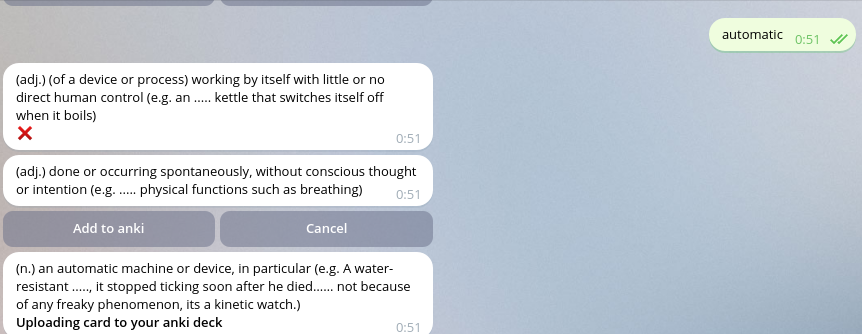 automatic 0:51
(adj.) (of a device or process) working by itself with little or no
direct human control (e.g. an ..... kettle that switches itself off
when it boils)
0:51
(adj.) done or occurring spontaneously, without conscious thought
or intention (e.g. ..... physical functions such as breathing)
0:51
Add to anki
Cancel
(n.) an automatic machine or device, in particular (e.g. A water-
resistant ....., it stopped ticking soon after he died...... not because
of any freaky phenomenon, its a kinetic watch.)
Uploading card to your anki deck
0:51